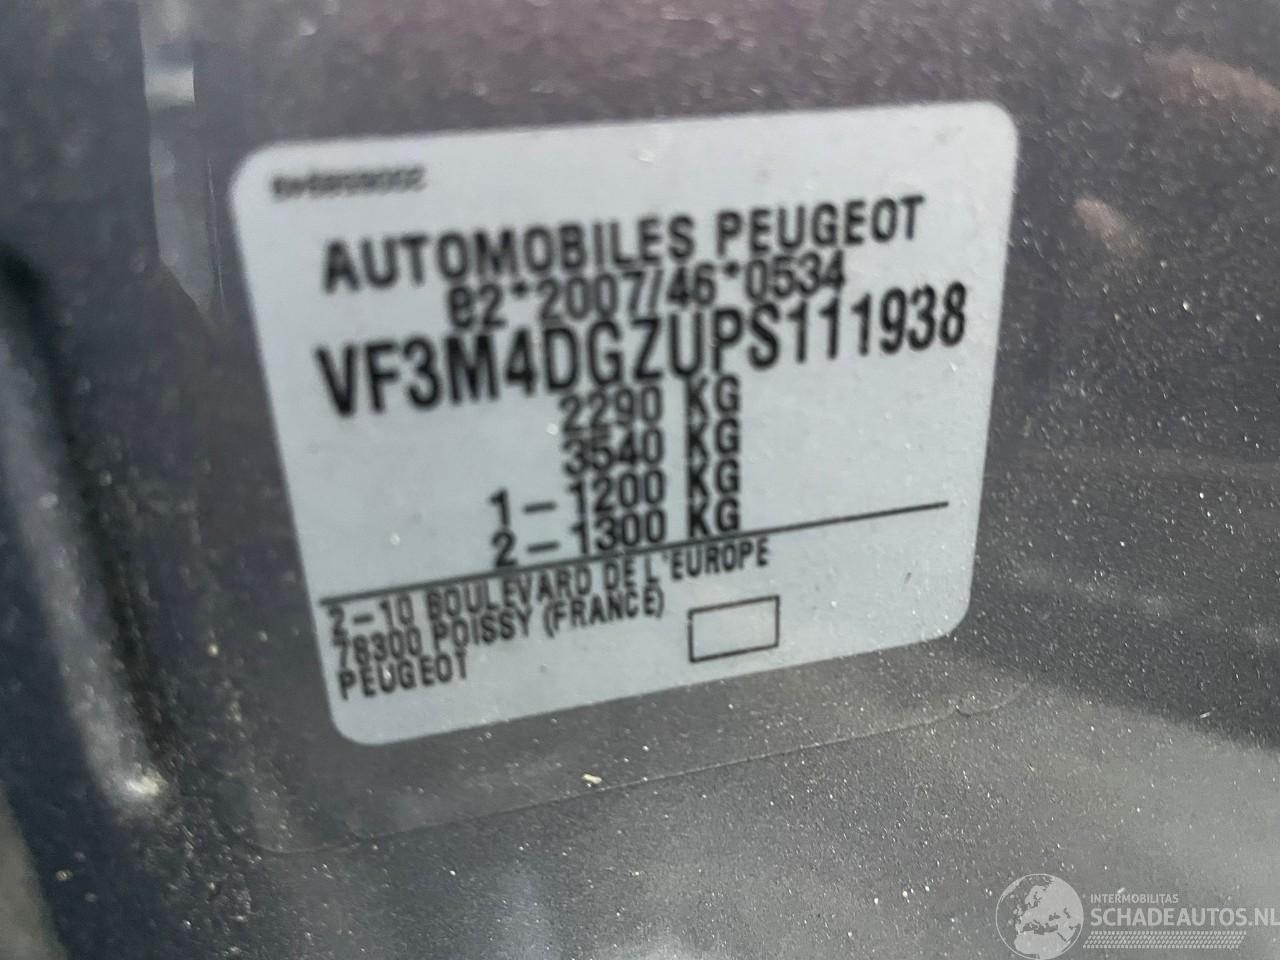 AUTOMOBILES PEUGEOT
e2*2007/46*0534
VF3M4DGZUPS111938
2290 KG
3540 KG
1-1200 KG
2-1300 KG
2-10 BOULEVARD DE L'EUROPE
78300 POISSY (FRANCE)
PEUGEOT
INTERMOBILITAS
SCHADEAUTOS.NL